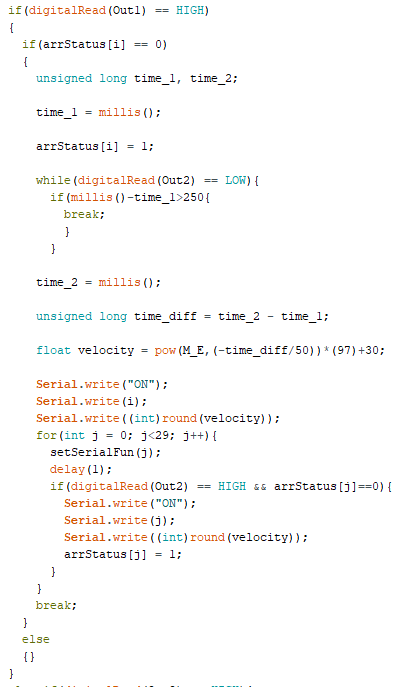 if(digitalRead(Out1) == HIGH)
{
if(arrStatus[i] == 0)
{
unsigned long time_1, time_2;
time_1 = millis();
arrStatus[i] = 1;
while(digitalRead(Out2) == LOW){
if(millis()-time_1>250{
break;
}
}
time_2 = millis();
unsigned long time_diff = time_2 - time_1;
float velocity = pow(M_E,(-time_diff/50))*(97)+30;
Serial.write("ON");
Serial.write(i);
Serial.write((int)round(velocity));
for(int j = 0; j<29; j++){
setSerialFun(j);
delay(1);
if(digitalRead(Out2) == HIGH && arrStatus[j]==0){
Serial.write("ON");
Serial.write(j);
Serial.write((int)round(velocity));
arrStatus[j] = 1;
}
}
break;
}
else
{}
}